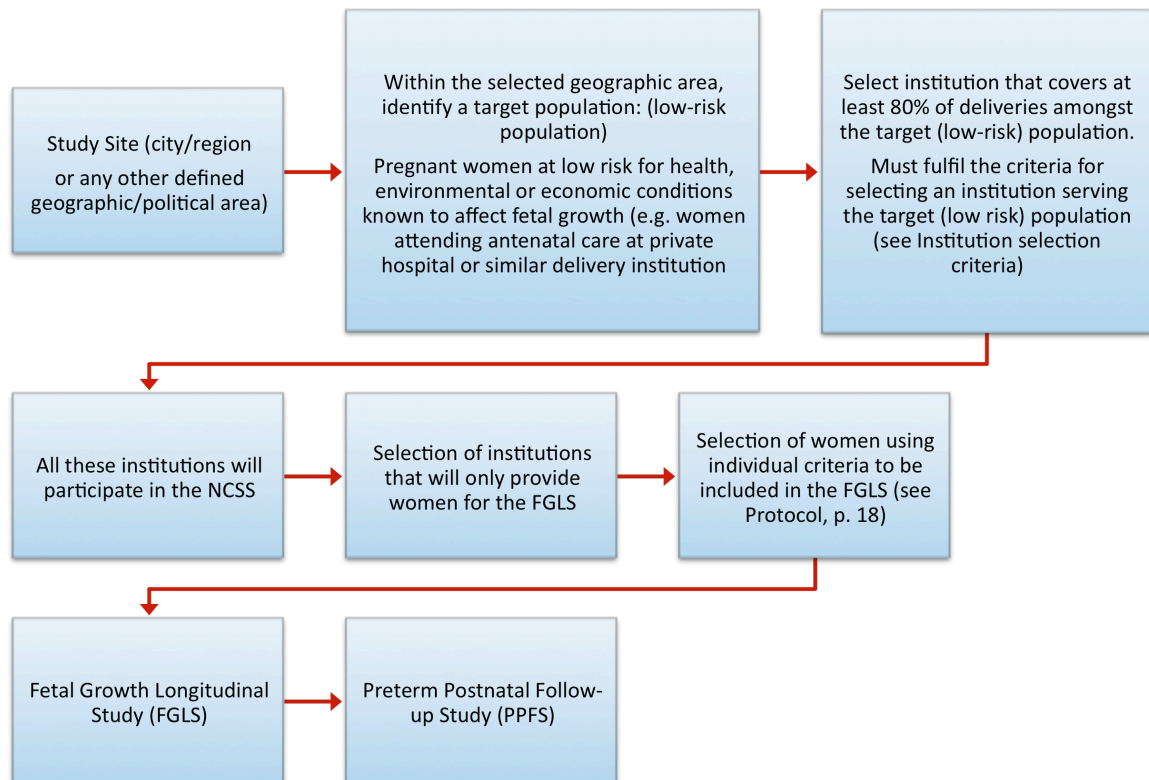 Study Site (city/region
or any other defined
geographic/political area)
Within the selected geographic area,
identify a target population: (low-risk
population)
Pregnant women at low risk for health,
environmental or economic conditions
known to affect fetal growth (e.g. women
attending antenatal care at private
hospital or similar delivery institution
Select institution that covers at
least 80% of deliveries amongst
the target (low-risk) population.
Must fulfil the criteria for
selecting an institution serving
the target (low risk) population
(see Institution selection
criteria)
All these institutions will
participate in the NCSS
Selection of institutions
that will only provide
women for the FGLS
Selection of women using
individual criteria to be
included in the FGLS (see
Protocol, p. 18)
Fetal Growth Longitudinal
Study (FGLS)
Preterm Postnatal Follow-
up Study (PPFS)